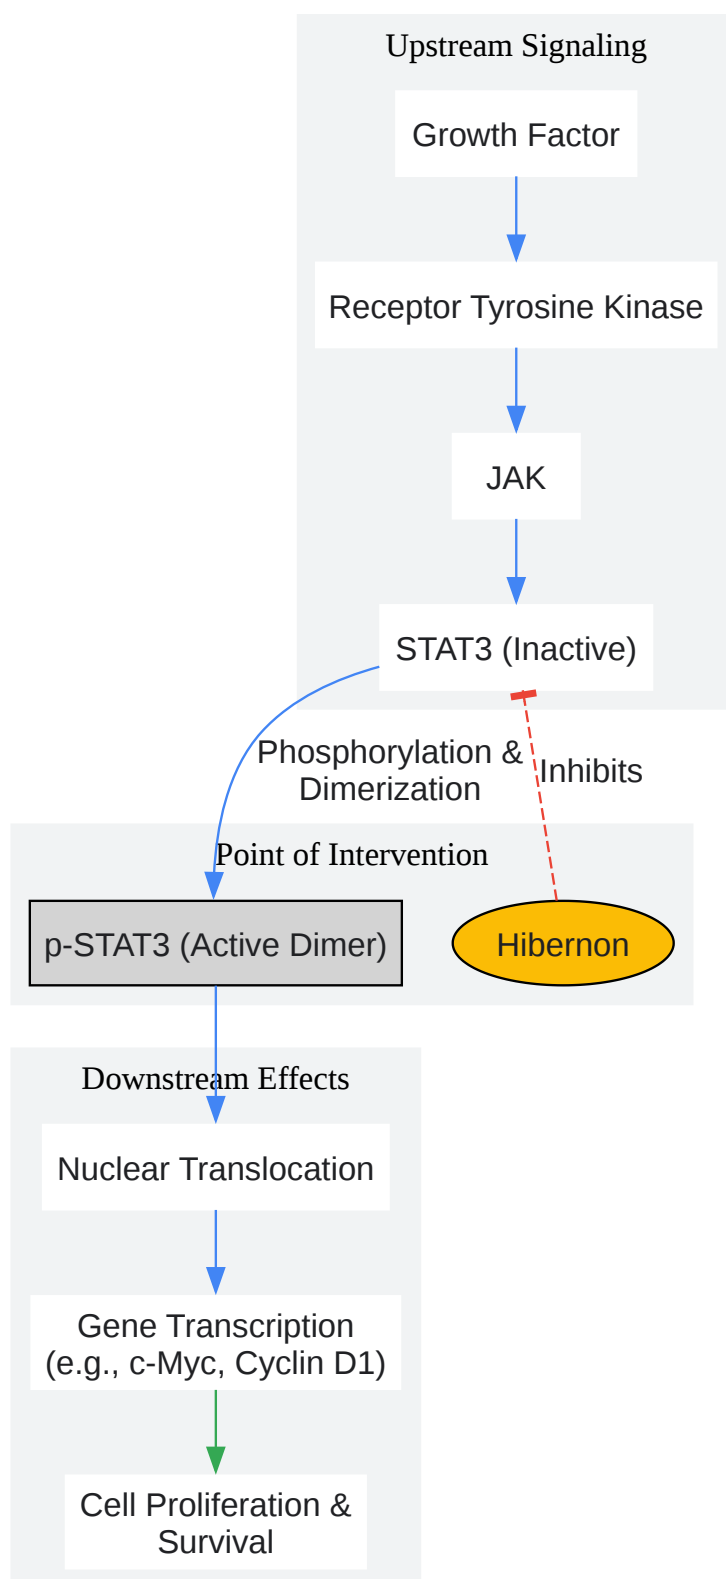 Upstream Signaling
Growth Factor
Receptor Tyrosine Kinase
JAK
STAT3 (Inactive)
Phosphorylation &
Dimerization
Inhibits
Point of Intervention
p-STAT3 (Active Dimer)
Hibernon
Downstream Effects
Nuclear Translocation
Gene Transcription
(e.g., c-Myc, Cyclin D1)
Cell Proliferation &
Survival